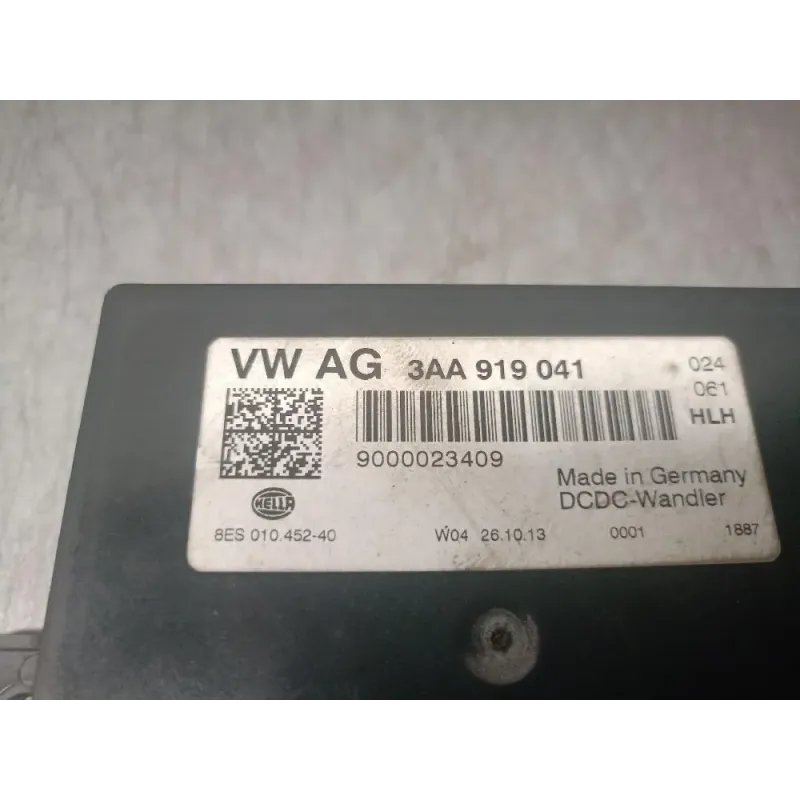 VW AG 3AA 919 041 024
061
HLH
9000023409
Made in Germany
DCDC-Wandler
HELLA
8ES 010.452-40 W04 26.10.13 0001 1887